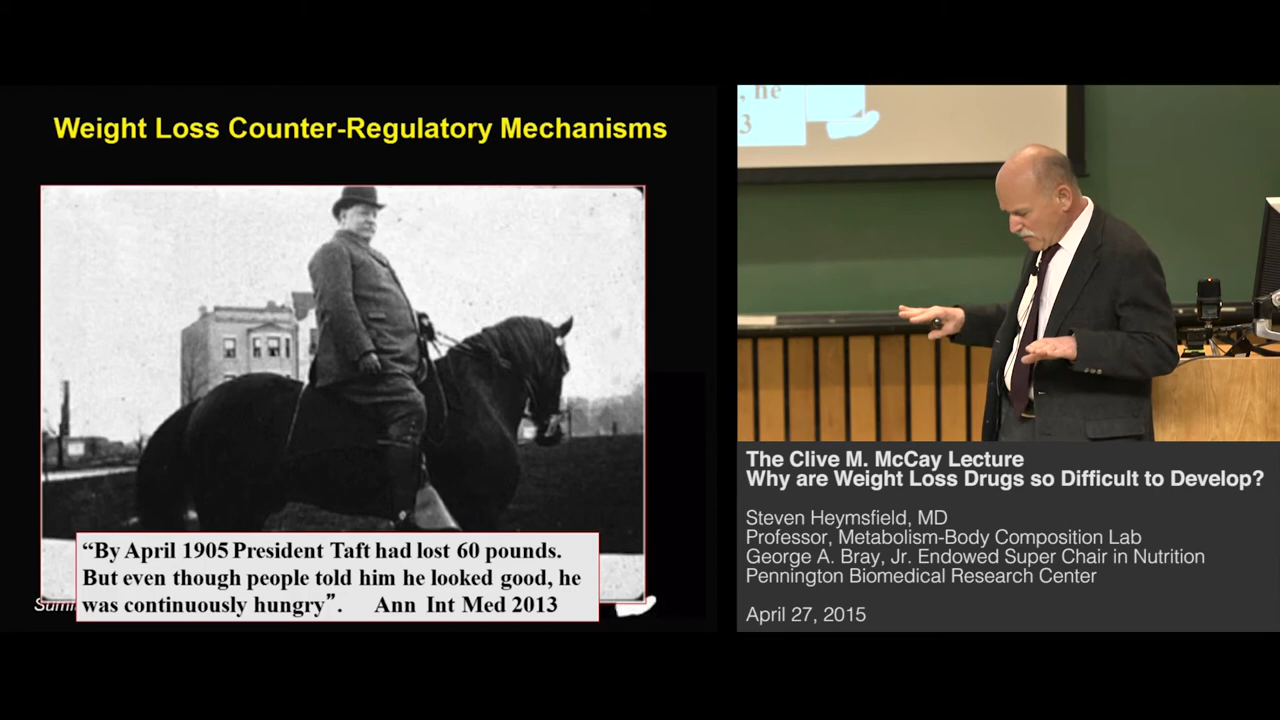 Weight Loss Counter-Regulatory Mechanisms
“By April 1905 President Taft had lost 60 pounds.
But even though people told him he looked good, he
was continuously hungry”. Ann Int Med 2013
, he
3
The Clive M. McCay Lecture
Why are Weight Loss Drugs so Difficult to Develop?
Steven Heymsfield, MD
Professor, Metabolism-Body Composition Lab
George A. Bray, Jr. Endowed Super Chair in Nutrition
Pennington Biomedical Research Center
April 27, 2015